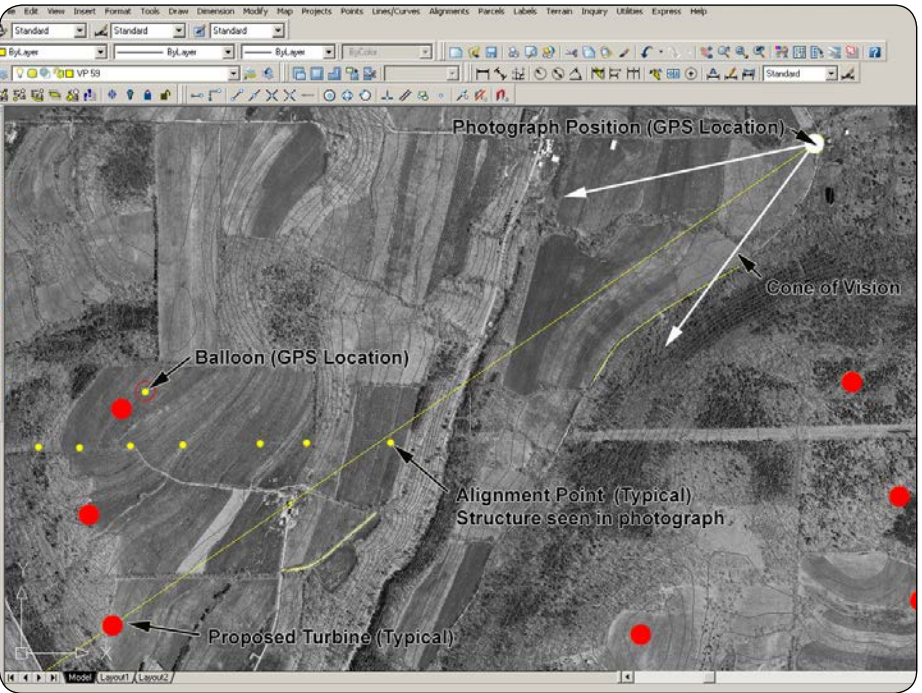 File Edit View Insert Format Tools Draw Dimension Modify Map Projects Points Lines/Curves Alignments Parcels Labels Terrain Inquiry Utilities Express Help
Standard Standard Standard
ByLayer ByLayer ByLayer ByColor
VP 59 Standard
Photograph Position (GPS Location)
Cone of Vision
Balloon (GPS Location)
Alignment Point (Typical)
Structure seen in photograph
Proposed Turbine (Typical)
Y
X
Model Layout1 Layout2